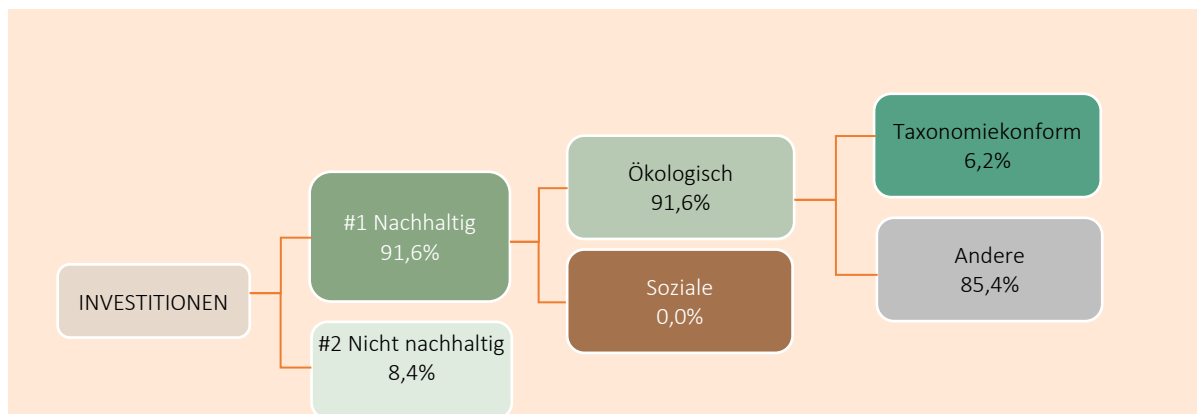 INVESTITIONEN
#1 Nachhaltig
91,6%
#2 Nicht nachhaltig
8,4%
Ökologisch
91,6%
Soziale
0,0%
Taxonomiekonform
6,2%
Andere
85,4%